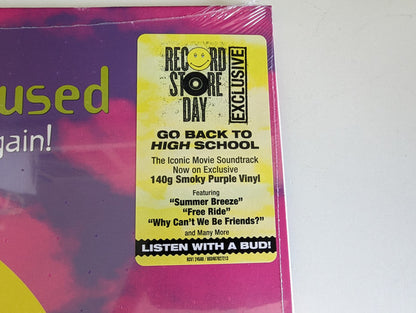 used
gain!
RECORD
STORE
DAY
EXCLUSIVE
GO BACK TO
HIGH SCHOOL
The Iconic Movie Soundtrack
Now on Exclusive
140g Smoky Purple Vinyl
Featuring
“Summer Breeze”
“Free Ride”
“Why Can’t We Be Friends?”
and Many More
LISTEN WITH A BUD!